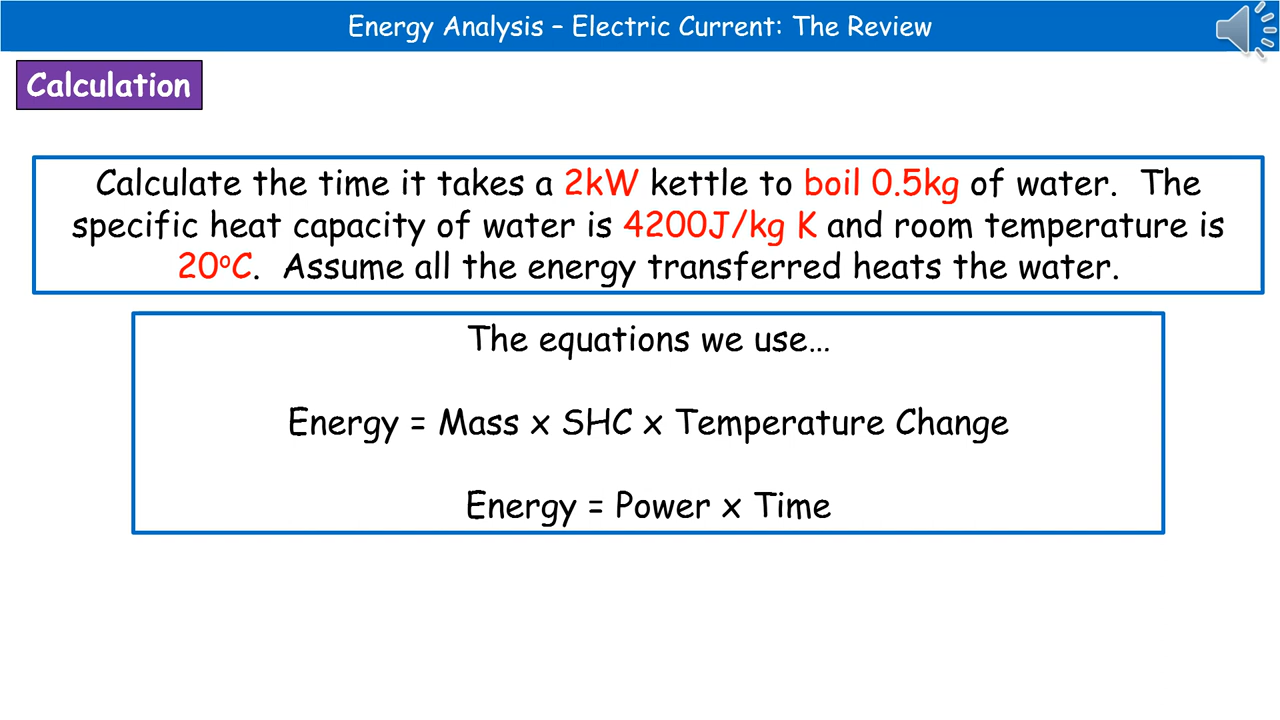 Energy Analysis – Electric Current: The Review
Calculation
Calculate the time it takes a 2kW kettle to boil 0.5kg of water. The
specific heat capacity of water is 4200J/kg K and room temperature is
20°C. Assume all the energy transferred heats the water.
The equations we use…
Energy = Mass x SHC x Temperature Change
Energy = Power x Time